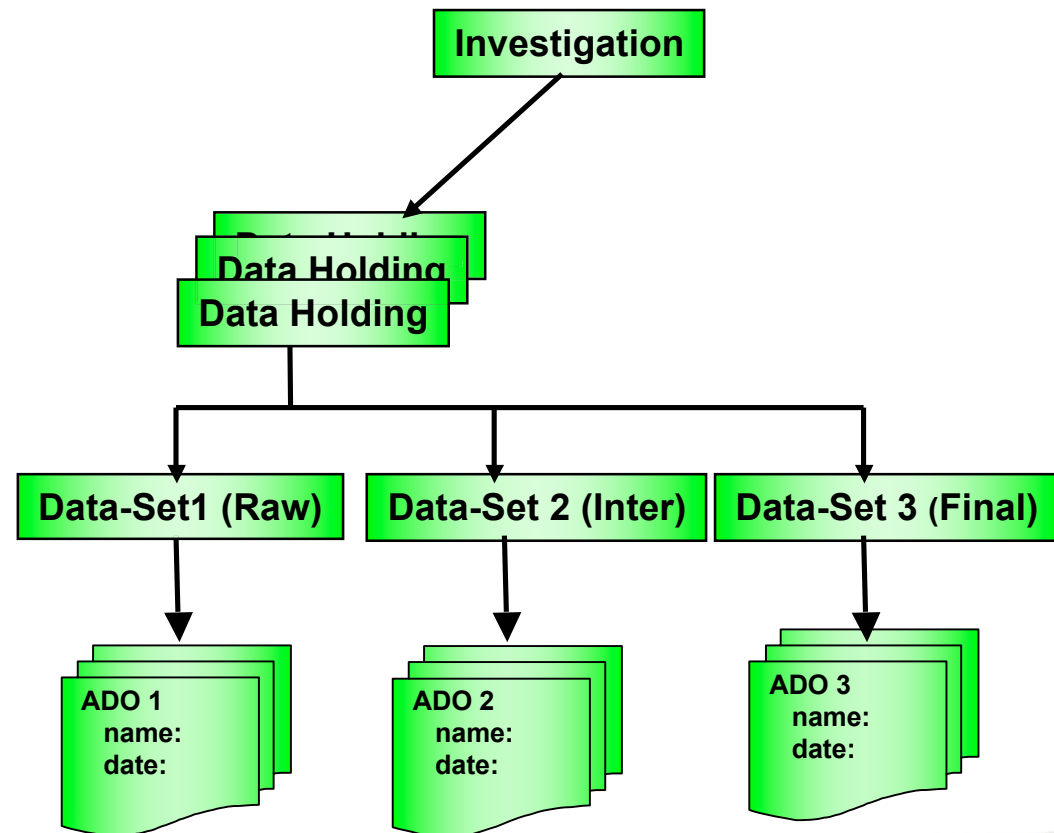 Investigation
Data Holding
Data Holding
Data-Set1 (Raw)
Data-Set 2 (Inter)
Data-Set 3 (Final)
ADO 1
name:
date:
ADO 2
name:
date:
ADO 3
name:
date: